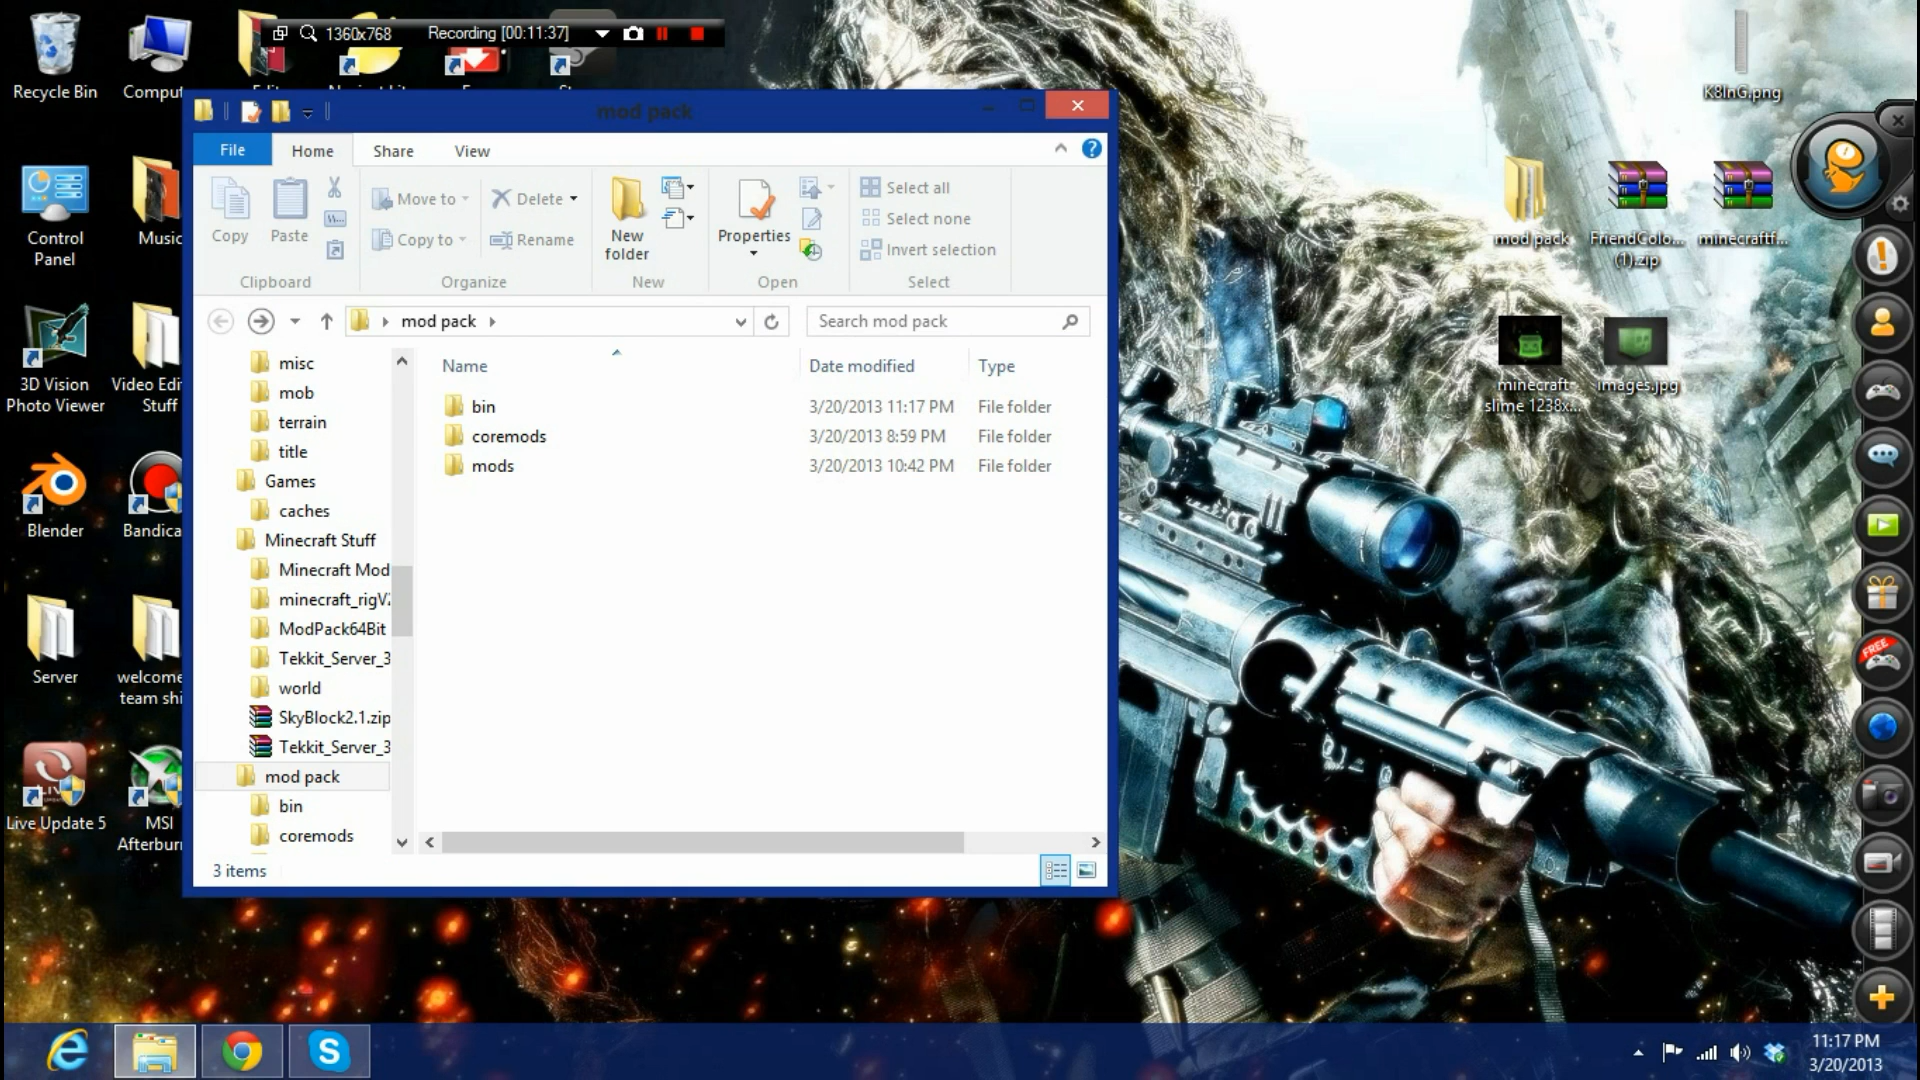 1360x768
Recording [00:11:37]
Recycle Bin
K8InG.png
mod pack
File
Home
Share
View
Copy
Paste
Move to
Copy to
Delete
Rename
New
folder
Properties
Select all
Select none
Invert selection
Clipboard
Organize
New
Open
Select
mod pack
Search mod pack
Name
Date modified
Type
bin
3/20/2013 11:17 PM
File folder
coremods
3/20/2013 8:59 PM
File folder
mods
3/20/2013 10:42 PM
File folder
misc
mob
terrain
title
Games
caches
Minecraft Stuff
Minecraft Mod
minecraft_rigV
ModPack64Bit
Tekkit_Server_3
world
SkyBlock2.1.zip
Tekkit_Server_3
mod pack
bin
coremods
3 items
Comput
Control
Panel
Music
3D Vision
Photo Viewer
Video Edi
Stuff
Blender
Bandica
Server
welcome
team shi
Live Update 5
MSI
Afterburn
mod pack
FriendColo...
(1).zip
minecraftf...
minecraft-
slime 1238x...
images.jpg
FREE
11:17 PM
3/20/2013